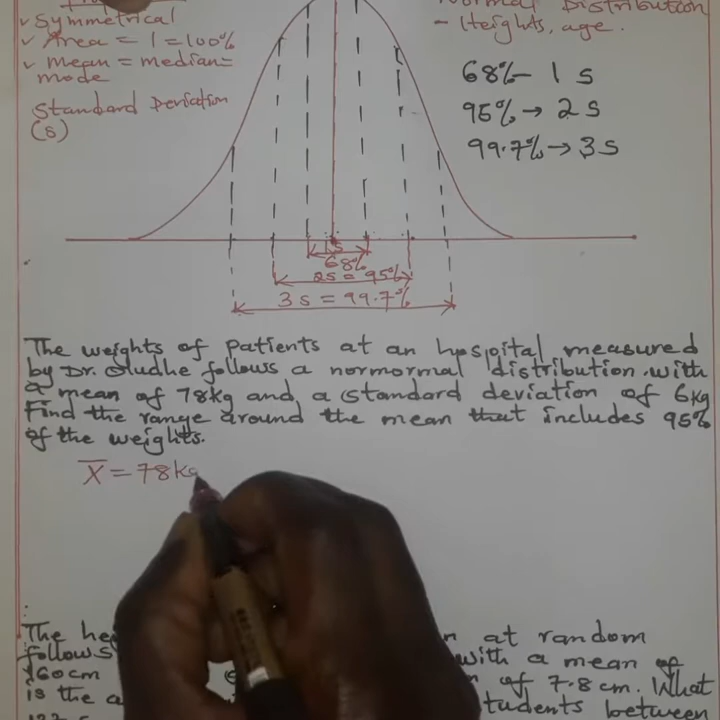 Normal Distribution
✓ Symmetrical
- Heights, age.
✓ Area = 1 = 100%
✓ mean = median =
mode
Standard Deviation
(s)
68% - 1 s
95% → 2 s
99.7% → 3s
1s
68%
2s = 95%
3 s = 99.7%
The weights of patients at an hospital measured
by Dr. Oludhe follows a normormal distribution with
a mean of 78kg and a standard deviation of 6kg
Find the range around the mean that includes 95%
of the weights.
X̄ = 78kg
The at random
follows with a mean of
160cm of 7.8 cm. What
is the students between